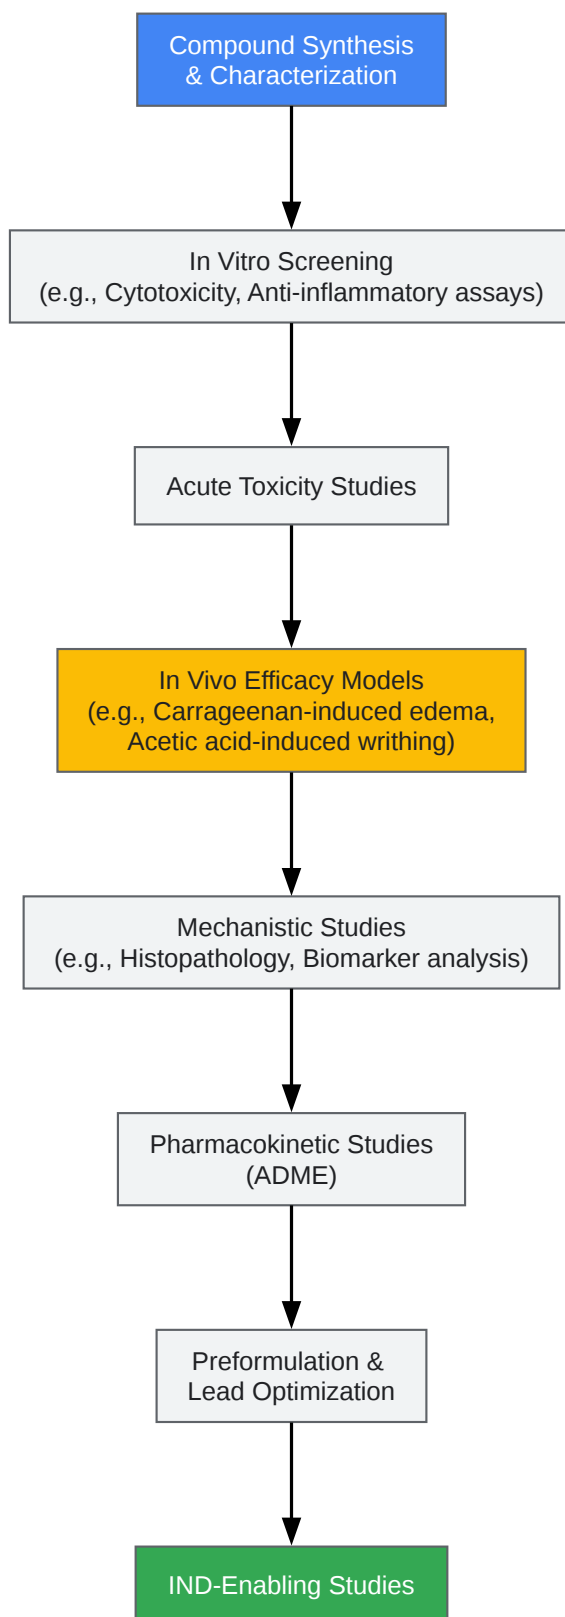 Compound Synthesis
& Characterization
In Vitro Screening
(e.g., Cytotoxicity, Anti-inflammatory assays)
Acute Toxicity Studies
In Vivo Efficacy Models
(e.g., Carrageenan-induced edema,
Acetic acid-induced writhing)
Mechanistic Studies
(e.g., Histopathology, Biomarker analysis)
Pharmacokinetic Studies
(ADME)
Preformulation &
Lead Optimization
IND-Enabling Studies